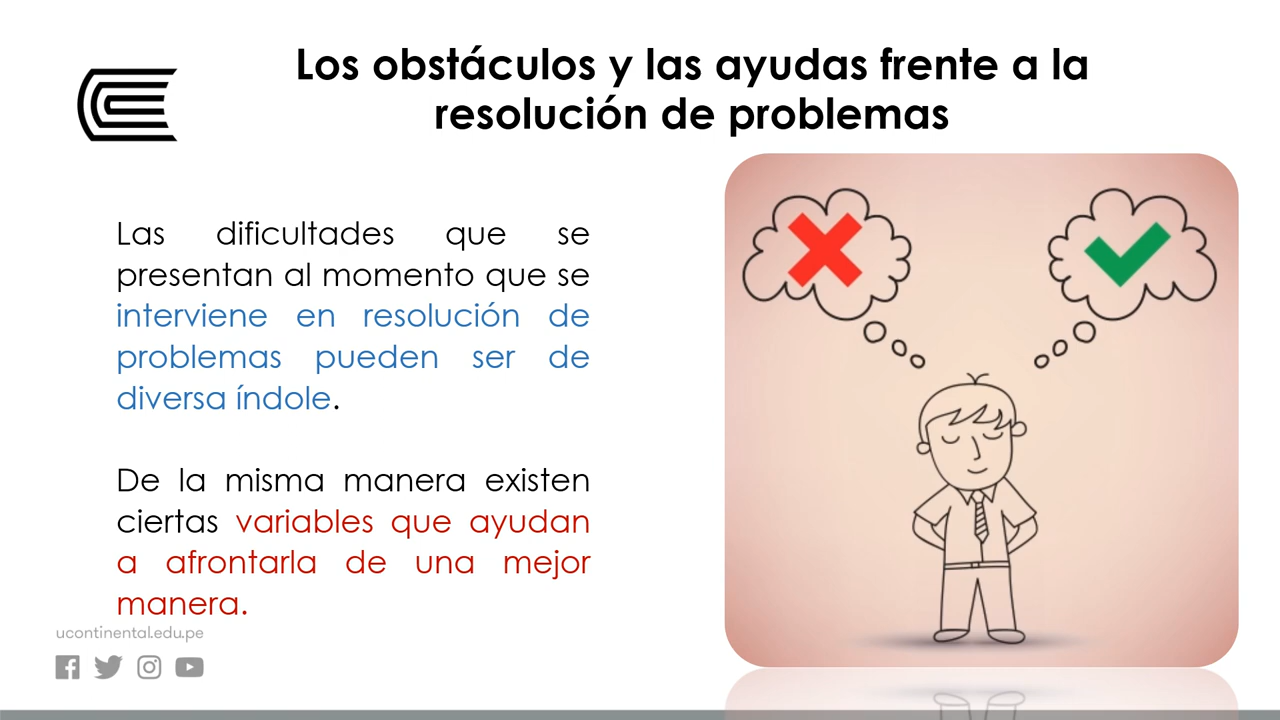 Los obstáculos y las ayudas frente a la
resolución de problemas
Las dificultades que se
presentan al momento que se
interviene en resolución de
problemas pueden ser de
diversa índole.
De la misma manera existen
ciertas variables que ayudan
a afrontarla de una mejor
manera.
ucontinental.edu.pe